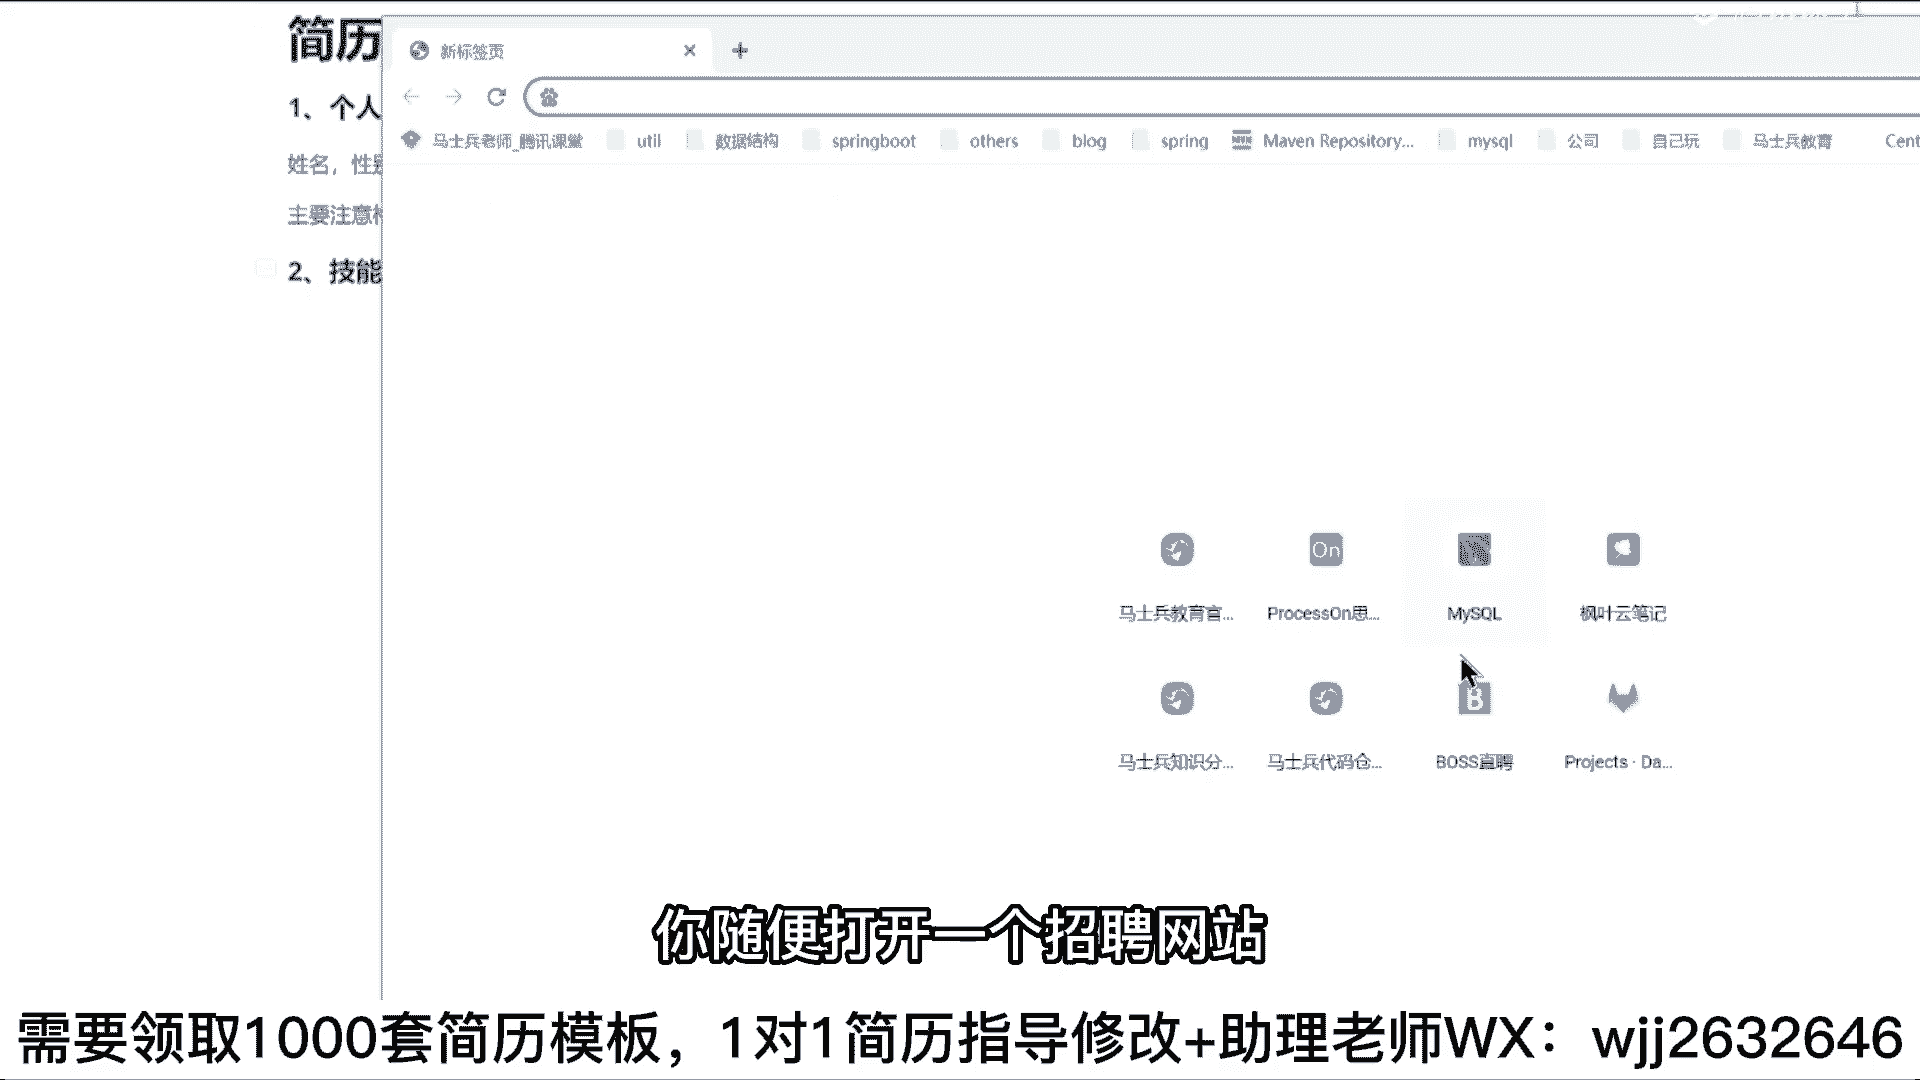 简历
1、个人
姓名，性别
主要注意
2、技能
新标签页
马士兵老师_腾讯课堂 util 数据结构 springboot others blog spring Maven Repository... mysql 公司 自己玩 马士兵教育 Cent
马士兵教育官... ProcessOn思... MySQL 枫叶云笔记
马士兵知识分... 马士兵代码仓... BOSS直聘 Projects · Da...
你随便打开一个招聘网站
需要领取1000套简历模板，1对1简历指导修改+助理老师WX：wjj2632646